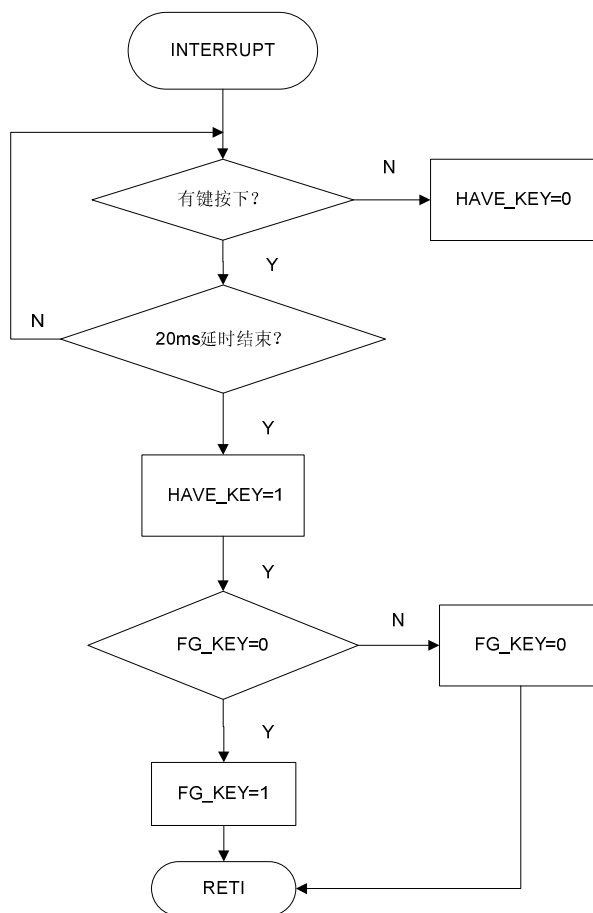 INTERRUPT
N
有键按下？
HAVE_KEY=0
Y
N
20ms延时结束？
Y
HAVE_KEY=1
Y
N
FG_KEY=0
FG_KEY=0
Y
FG_KEY=1
RETI